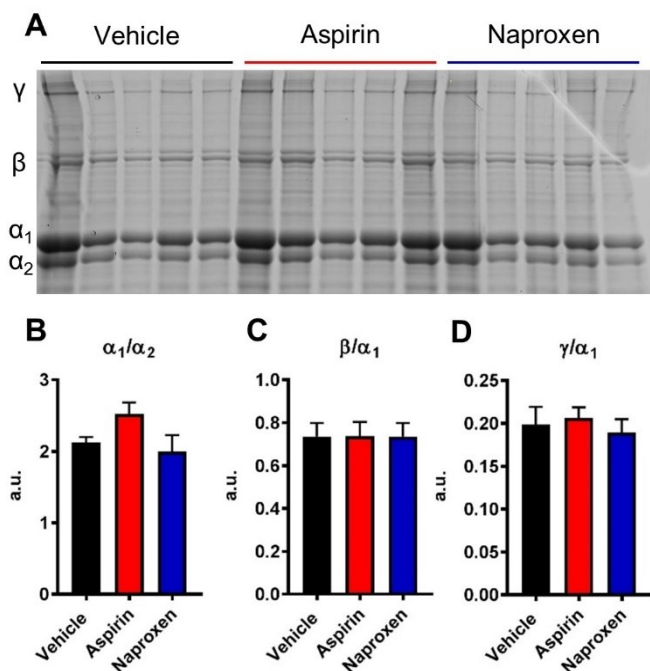 A
Vehicle Aspirin Naproxen
γ
β
α1
α2
B C D
α1/α2 β/α1 γ/α1
3
2
1
0
a.u.
Vehicle
Aspirin
Naproxen
1.0
0.8
0.6
0.4
0.2
0.0
a.u.
Vehicle
Aspirin
Naproxen
0.25
0.20
0.15
0.10
0.05
0.00
a.u.
Vehicle
Aspirin
Naproxen